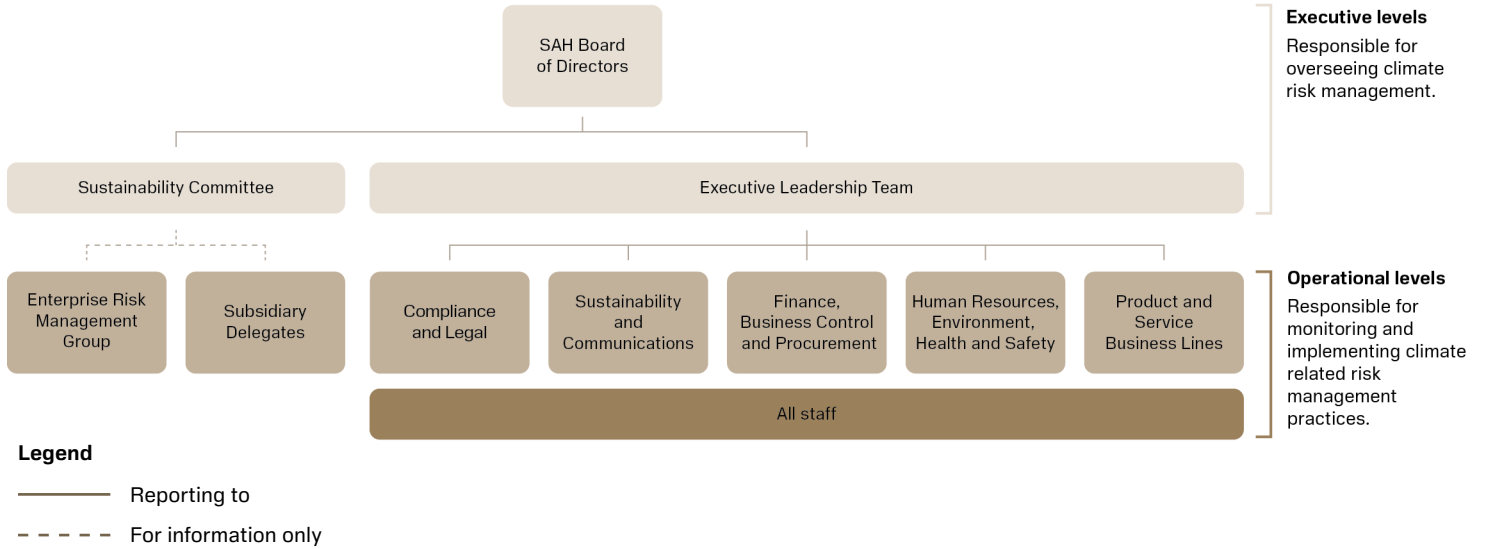 SAH Board
of Directors
Executive levels
Responsible for
overseeing climate
risk management.
Sustainability Committee
Executive Leadership Team
Enterprise Risk
Management
Group
Subsidiary
Delegates
Compliance
and Legal
Sustainability
and
Communications
Finance,
Business Control
and Procurement
Human Resources,
Environment,
Health and Safety
Product and
Service
Business Lines
Operational levels
Responsible for
monitoring and
implementing climate
related risk
management
practices.
All staff
Legend
Reporting to
For information only